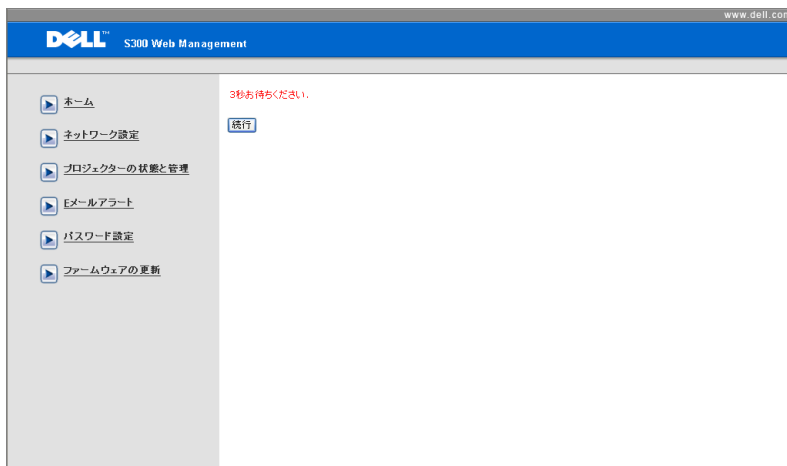 www.dell.com
DELL™ S300 Web Management
ホーム
ネットワーク設定
プロジェクターの状態と管理
Eメールアラート
パスワード設定
ファームウェアの更新
3秒お待ちください.
続行